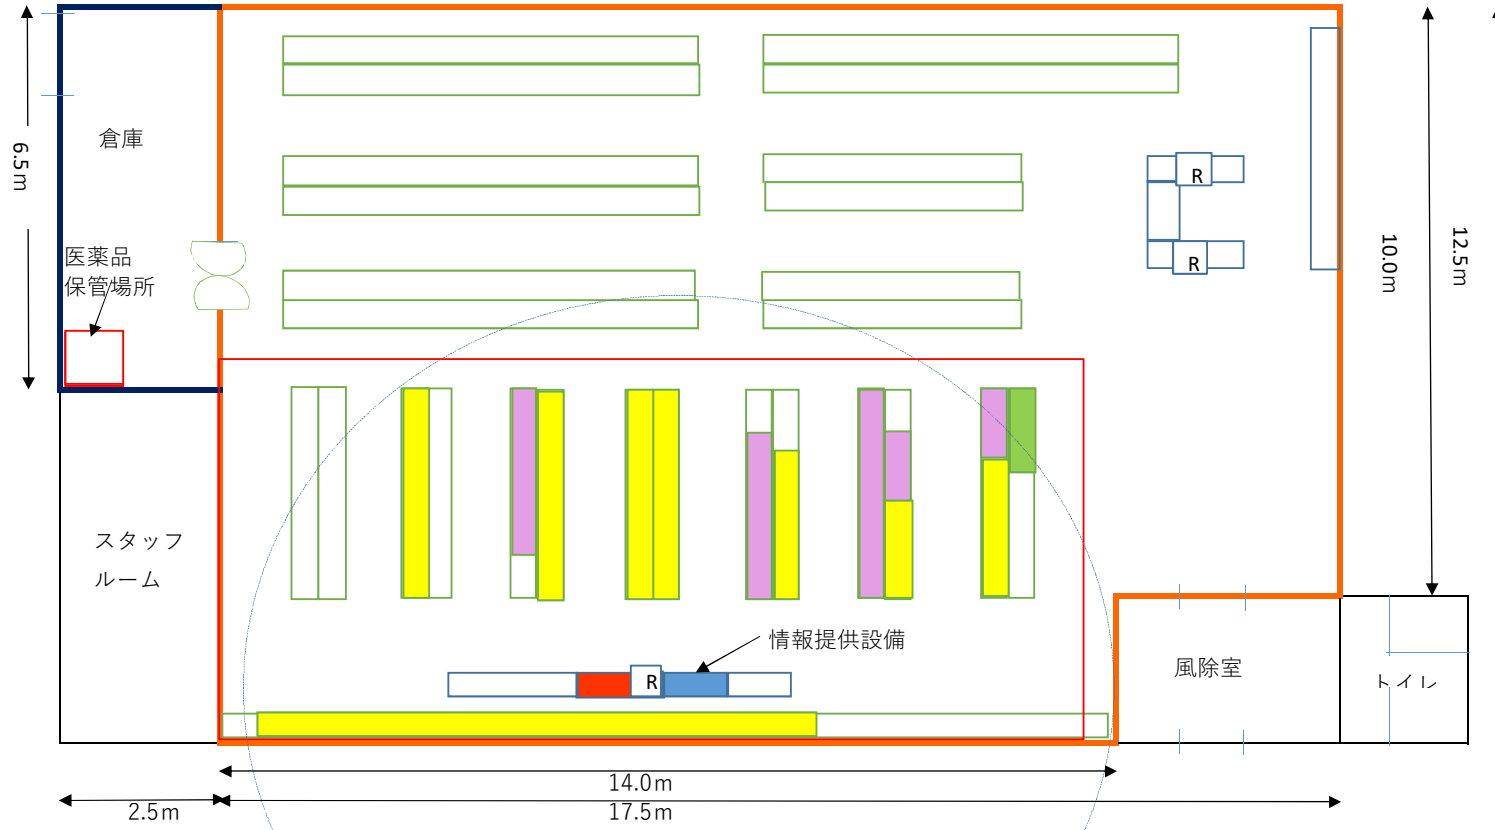 倉庫
6.5m
医薬品
保管場所
R
R
10.0m
12.5m
スタッフ
ルーム
情報提供設備
R
風除室
トイレ
14.0m
2.5m
17.5m